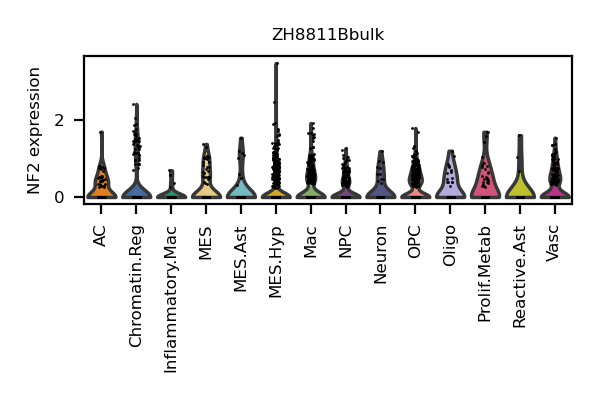 ZH8811Bbulk
NF2 expression
2
0
AC
Chromatin.Reg
Inflammatory.Mac
MES
MES.Ast
MES.Hyp
Mac
NPC
Neuron
OPC
Oligo
Prolif.Metab
Reactive.Ast
Vasc